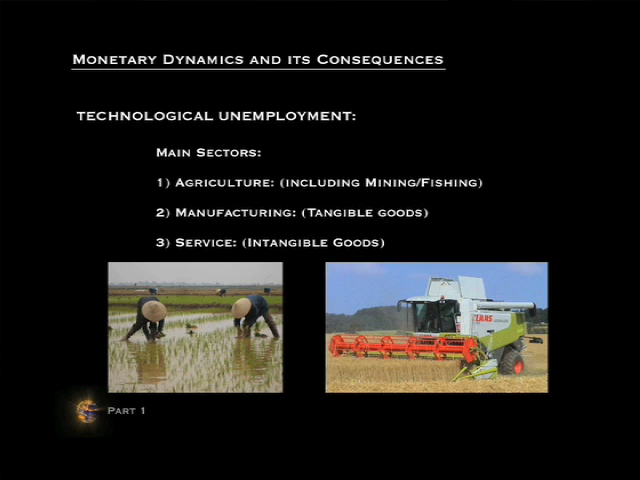 Monetary Dynamics and its Consequences
TECHNOLOGICAL UNEMPLOYMENT:
Main Sectors:
1) Agriculture: (including Mining/Fishing)
2) Manufacturing: (Tangible goods)
3) Service: (Intangible Goods)
CLAAS
Part 1